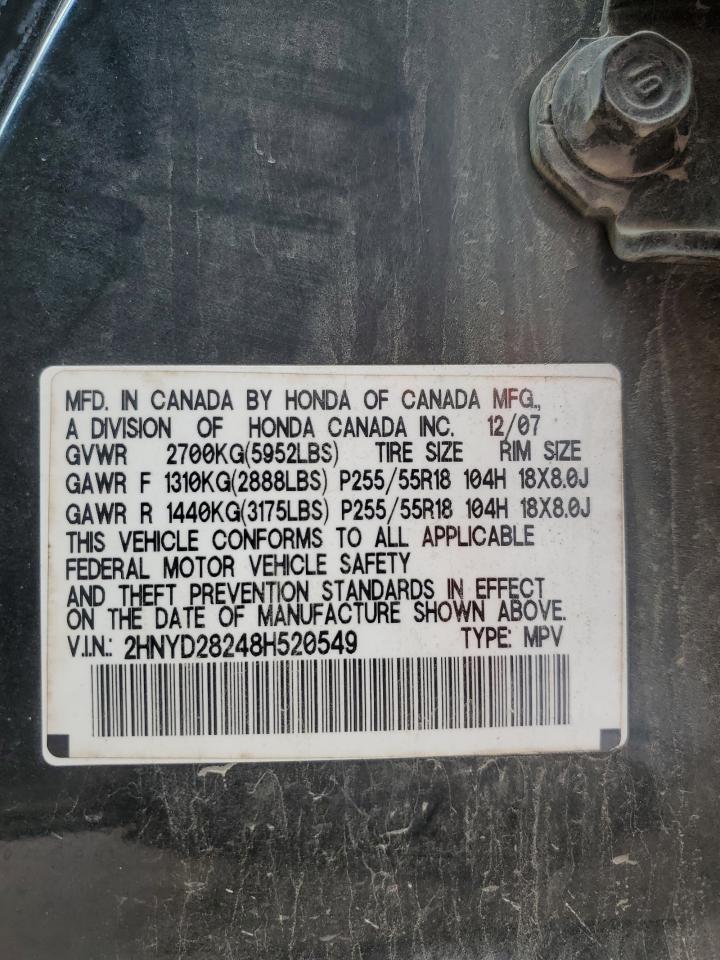 MFD. IN CANADA BY HONDA OF CANADA MFG.,
A DIVISION OF HONDA CANADA INC. 12/07
GVWR 2700KG(5952LBS) TIRE SIZE RIM SIZE
GAWR F 1310KG(2888LBS) P255/55R18 104H 18X8.0J
GAWR R 1440KG(3175LBS) P255/55R18 104H 18X8.0J
THIS VEHICLE CONFORMS TO ALL APPLICABLE
FEDERAL MOTOR VEHICLE SAFETY
AND THEFT PREVENTION STANDARDS IN EFFECT
ON THE DATE OF MANUFACTURE SHOWN ABOVE.
V.I.N.: 2HNYD28248H520549 TYPE: MPV